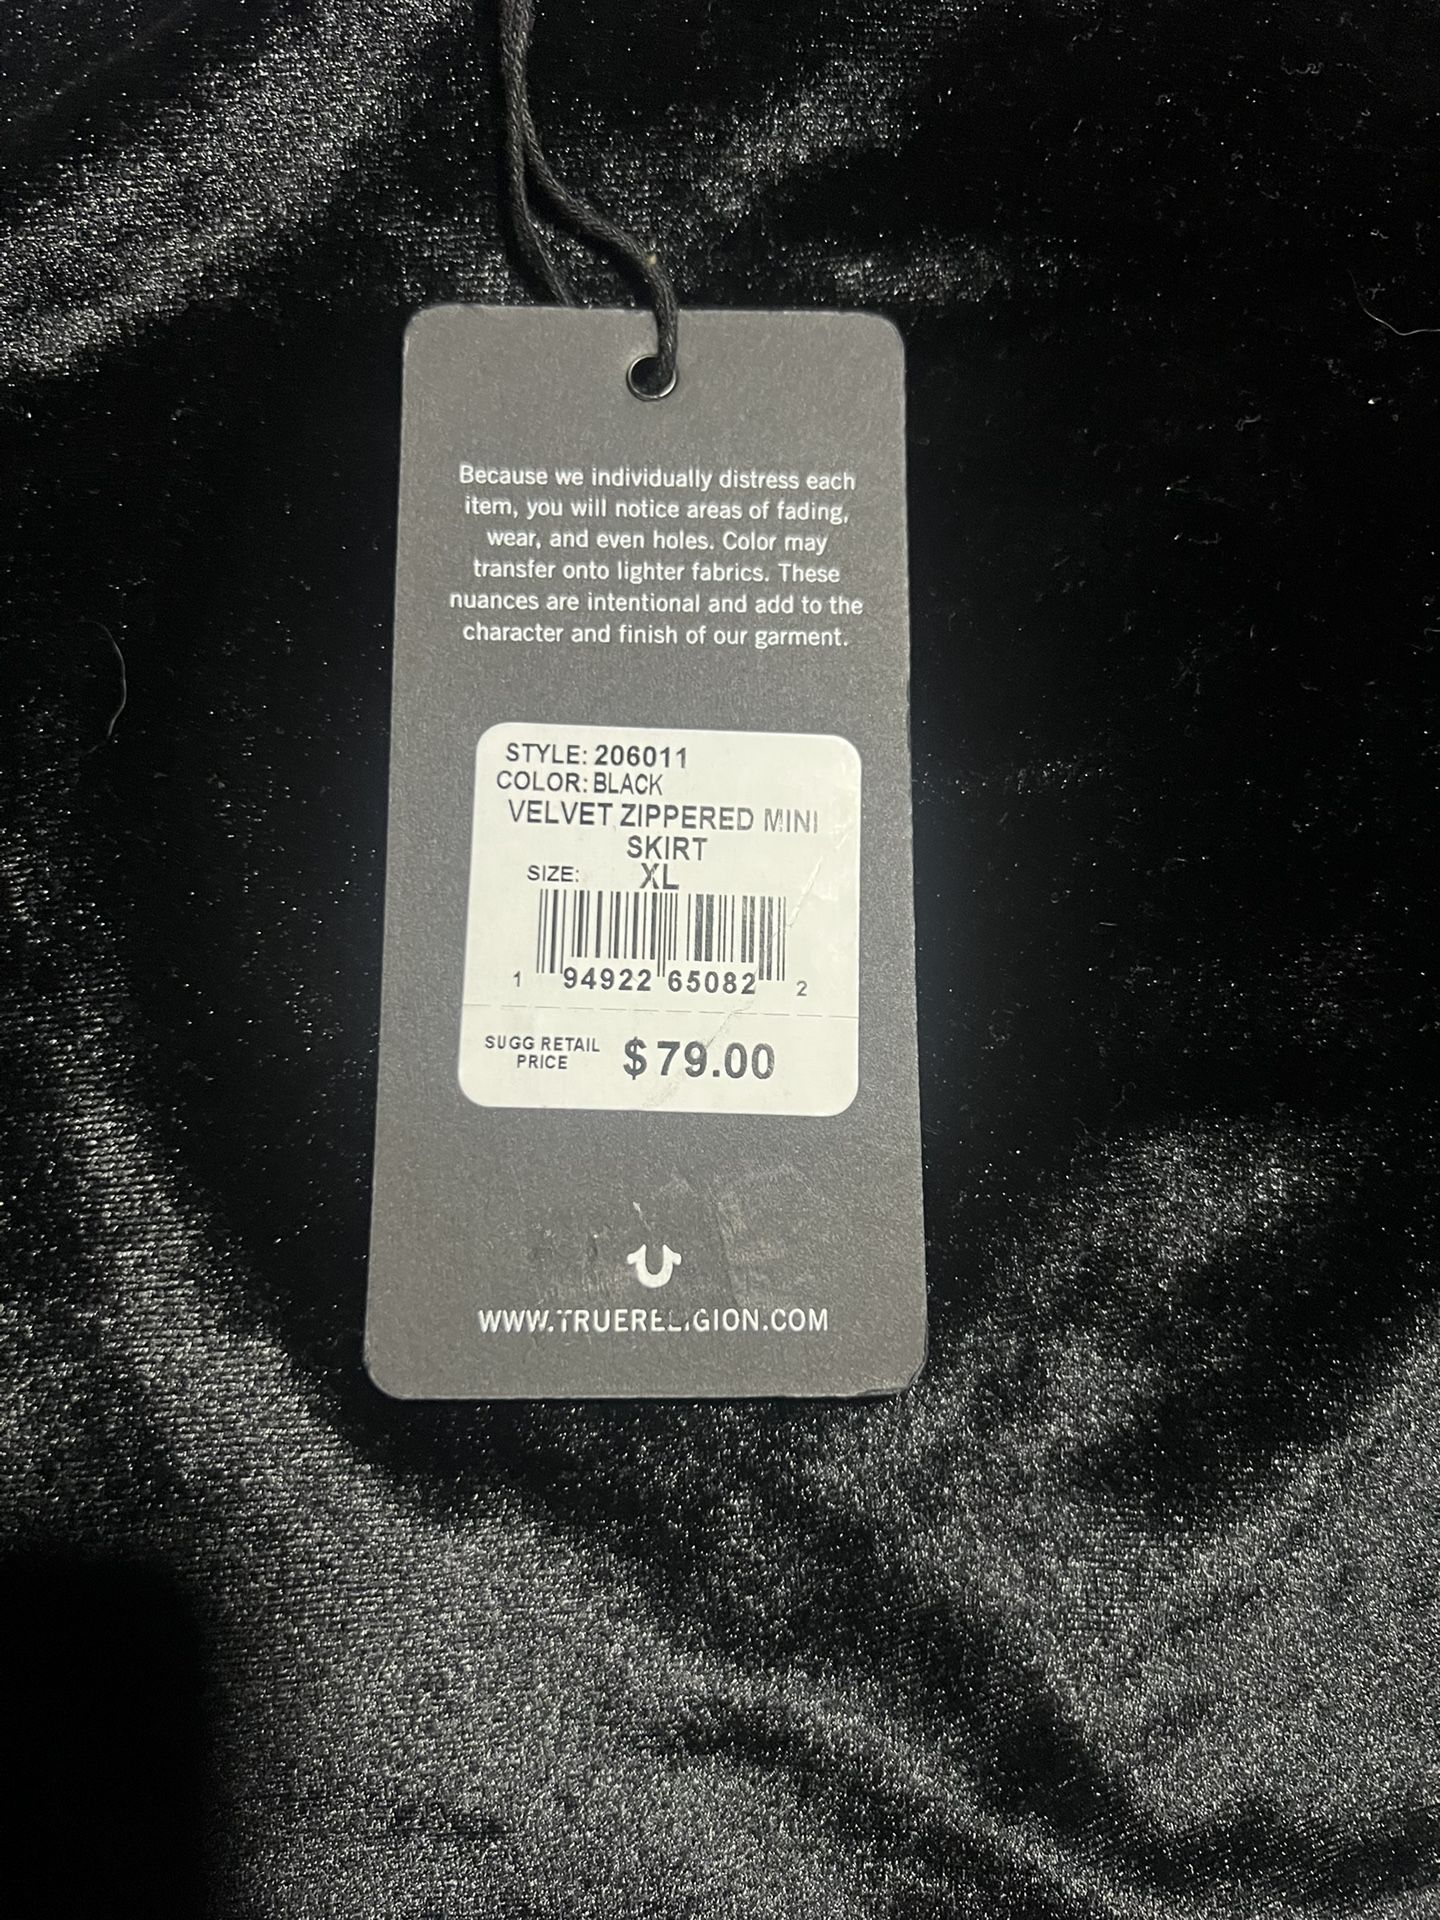 Because we individually distress each
item, you will notice areas of fading,
wear, and even holes. Color may
transfer onto lighter fabrics. These
nuances are intentional and add to the
character and finish of our garment.
STYLE: 206011
COLOR: BLACK
VELVET ZIPPERED MINI
SKIRT
SIZE: XL
1 94922 65082 2
SUGG RETAIL
PRICE
$79.00
WWW.TRUERELIGION.COM